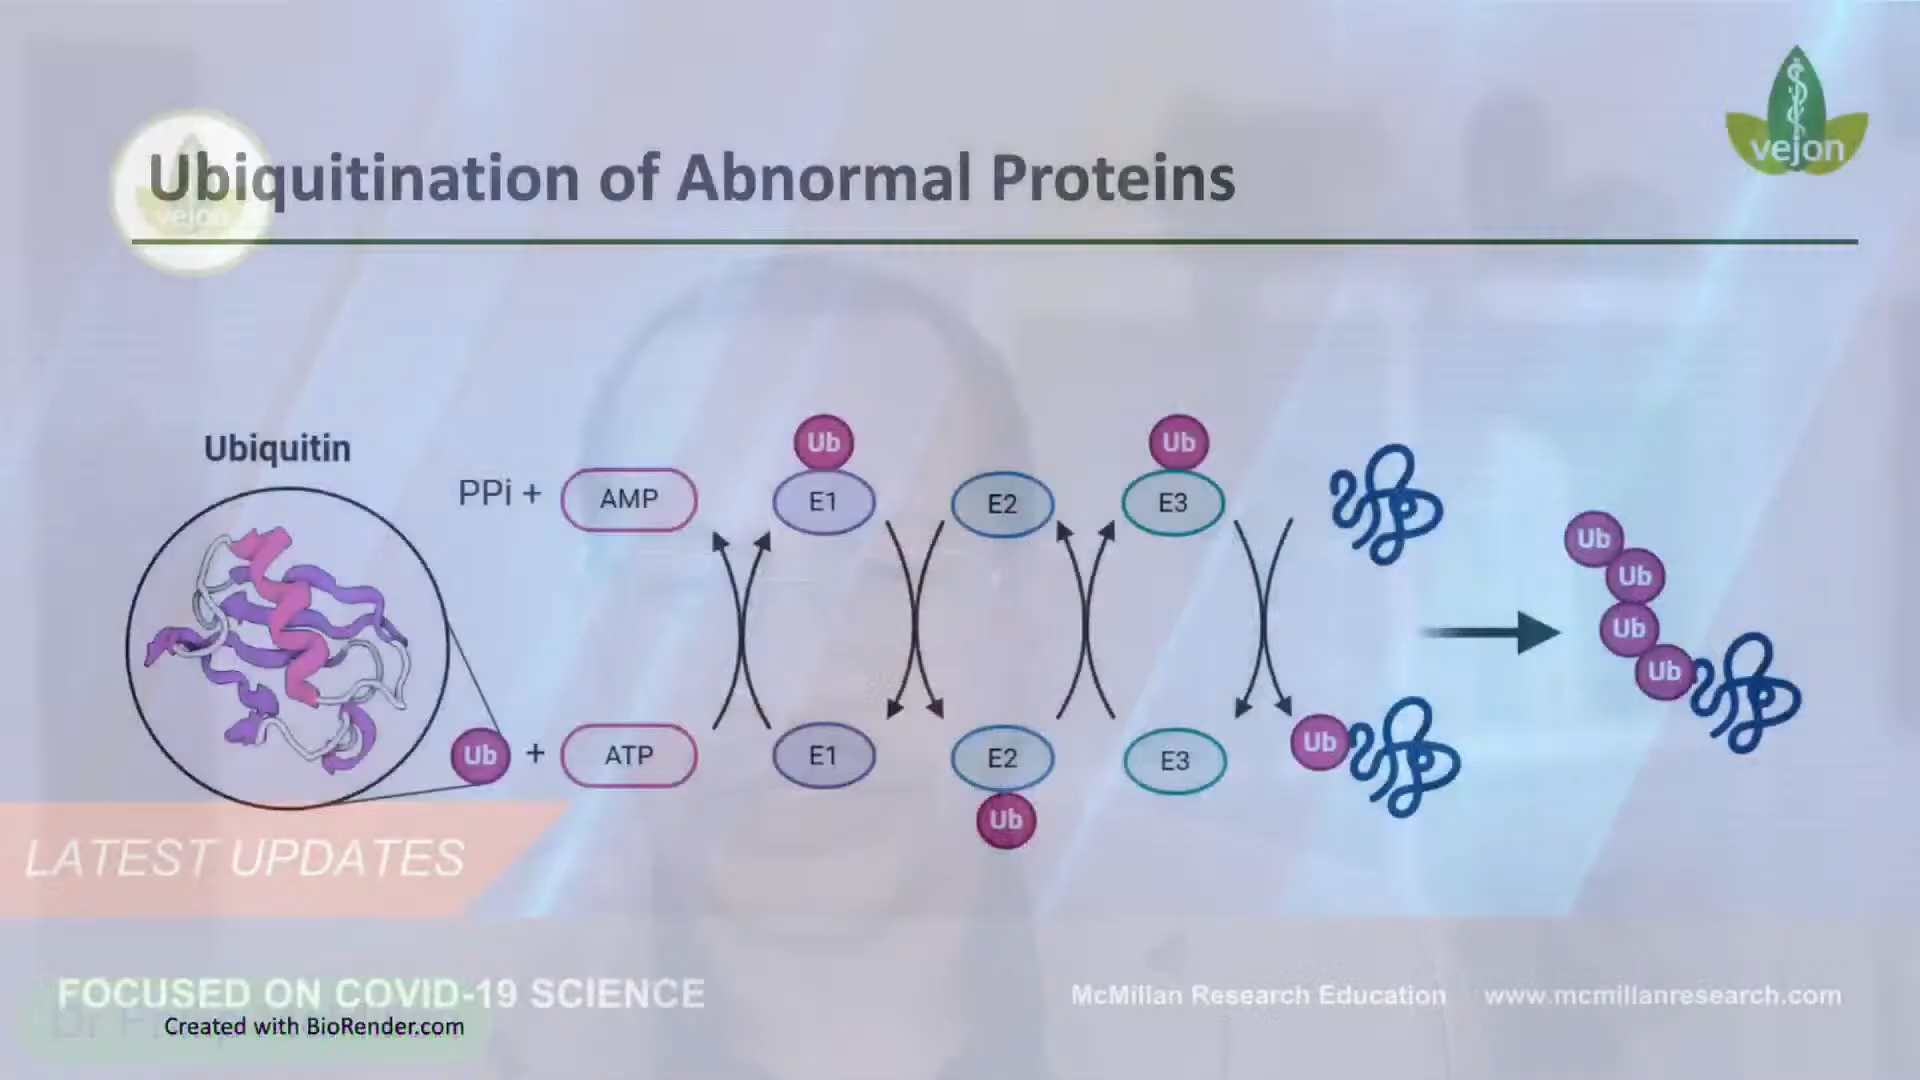 vejon
Ubiquitination of Abnormal Proteins
vejon
Ubiquitin
Ub
Ub
PPi +
AMP
E1
E2
E3
Ub
Ub
Ub
Ub
Ub
+
ATP
E1
E2
E3
Ub
Ub
LATEST UPDATES
FOCUSED ON COVID-19 SCIENCE
McMillan Research Education
www.mcmillanresearch.com
Created with BioRender.com